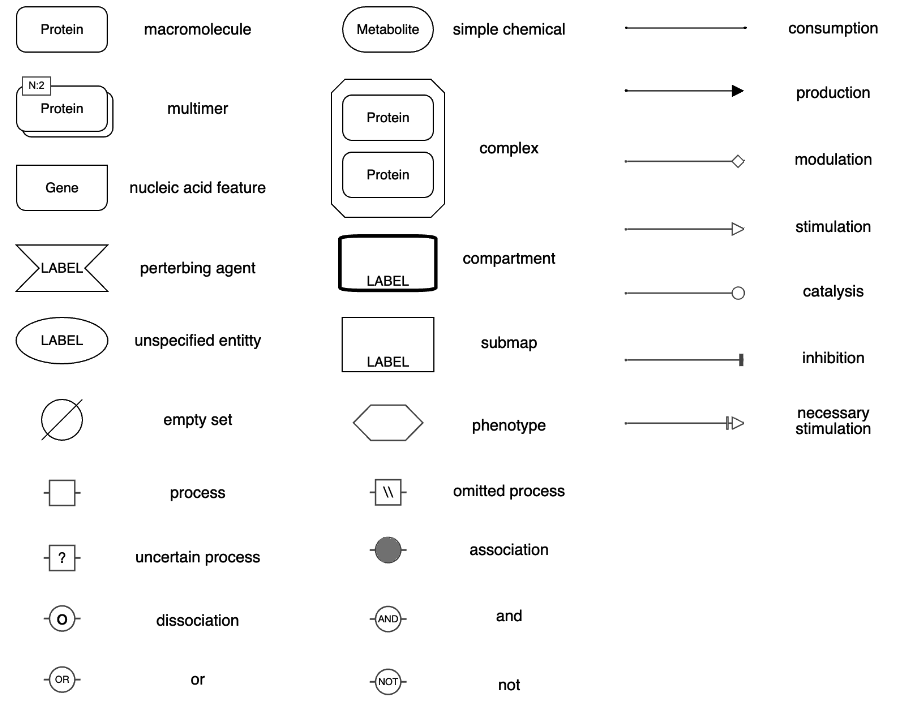 Protein
macromolecule
Metabolite
simple chemical
consumption
N:2
Protein
multimer
Protein
Protein
complex
production
modulation
Gene
nucleic acid feature
stimulation
LABEL
perterbing agent
LABEL
compartment
catalysis
LABEL
unspecified entitty
LABEL
submap
inhibition
empty set
phenotype
necessary
stimulation
process
\\
omitted process
?
uncertain process
association
O
dissociation
AND
and
OR
or
NOT
not